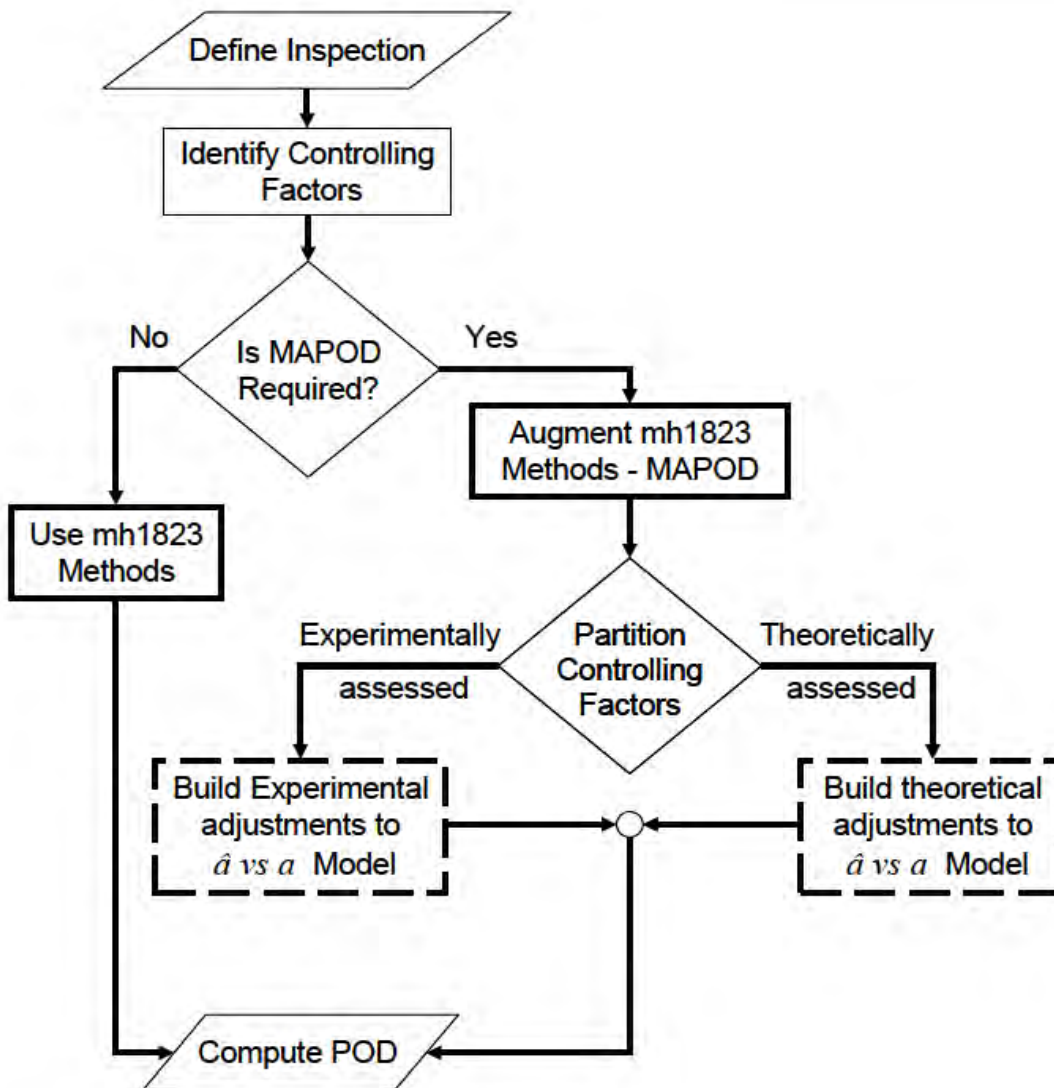 Define Inspection
Identify Controlling
Factors
No
Yes
Is MAPOD
Required?
Augment mh1823
Methods - MAPOD
Use mh1823
Methods
Experimentally
assessed
Partition
Controlling
Factors
Theoretically
assessed
Build Experimental
adjustments to
â vs a Model
Build theoretical
adjustments to
â vs a Model
Compute POD